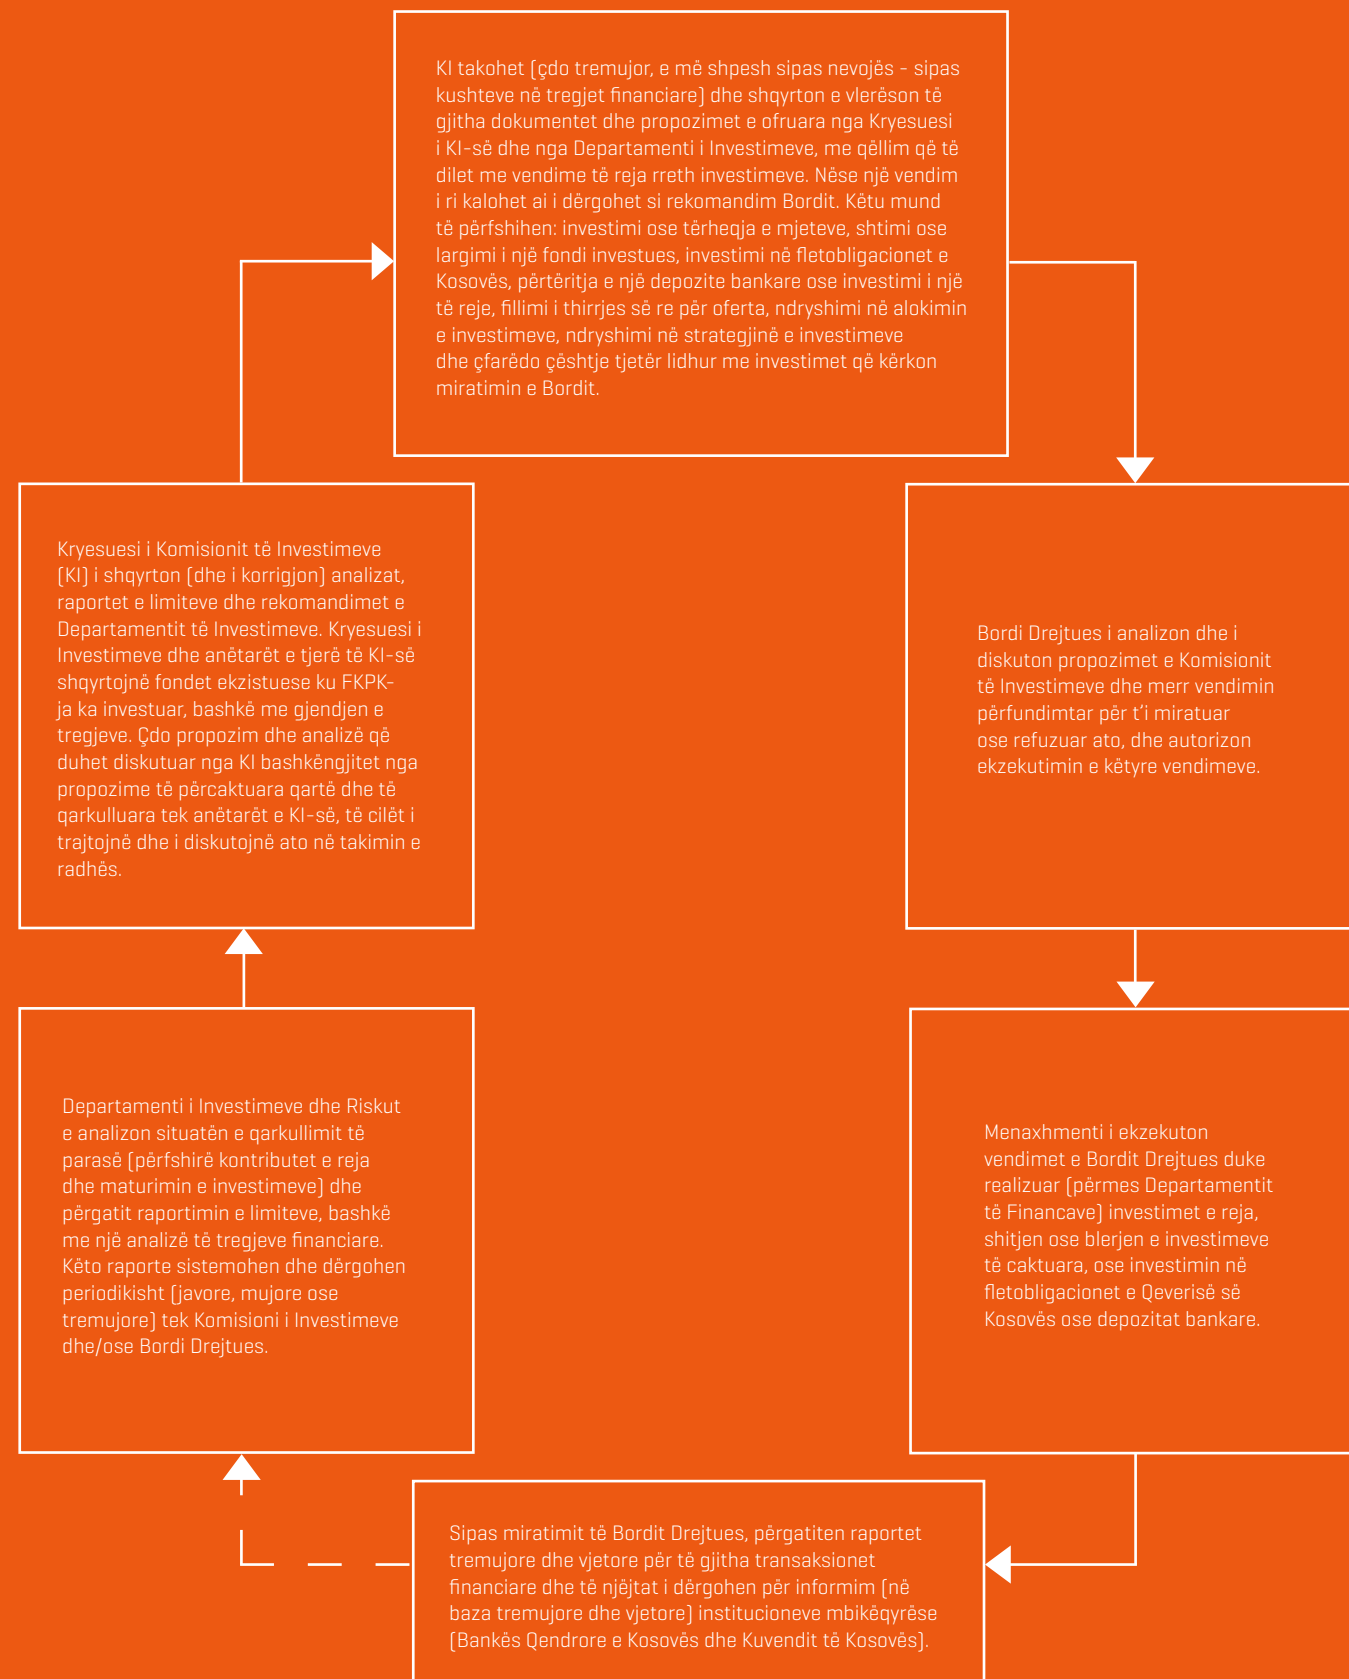 KI takohet (çdo tremujor, e më shpesh sipas nevojës - sipas
kushteve në tregjet financiare) dhe shqyrton e vlerëson të
gjitha dokumentet dhe propozimet e ofruara nga Kryesuesi
i KI-së dhe nga Departamenti i Investimeve, me qëllim që të
dilet me vendime të reja rreth investimeve. Nëse një vendim
i ri kalohet ai i dërgohet si rekomandim Bordit. Këtu mund
të përfshihen: investimi ose tërheqja e mjeteve, shtimi ose
largimi i një fondi investues, investimi në fletobligacionet e
Kosovës, përtëritja e një depozite bankare ose investimi i një
të reje, fillimi i thirrjes së re për oferta, ndryshimi në alokimin
e investimeve, ndryshimi në strategjinë e investimeve
dhe çfarëdo çështje tjetër lidhur me investimet që kërkon
miratimin e Bordit.
Kryesuesi i Komisionit të Investimeve
(KI) i shqyrton (dhe i korrigjon) analizat,
raportet e limiteve dhe rekomandimet e
Departamentit të Investimeve. Kryesuesi i
Investimeve dhe anëtarët e tjerë të KI-së
shqyrtojnë fondet ekzistuese ku FKPK-
ja ka investuar, bashkë me gjendjen e
tregjeve. Çdo propozim dhe analizë që
duhet diskutuar nga KI bashkëngjitet nga
propozime të përcaktuara qartë dhe të
qarkulluara tek anëtarët e KI-së, të cilët i
trajtojnë dhe i diskutojnë ato në takimin e
radhës.
Bordi Drejtues i analizon dhe i
diskuton propozimet e Komisionit
të Investimeve dhe merr vendimin
përfundimtar për t'i miratuar
ose refuzuar ato, dhe autorizon
ekzekutimin e këtyre vendimeve.
Departamenti i Investimeve dhe Riskut
e analizon situatën e qarkullimit të
parasë (përfshirë kontributet e reja
dhe maturimin e investimeve) dhe
përgatit raportimin e limiteve, bashkë
me një analizë të tregjeve financiare.
Këto raporte sistemohen dhe dërgohen
periodikisht (javore, mujore ose
tremujore) tek Komisioni i Investimeve
dhe/ose Bordi Drejtues.
Menaxhmenti i ekzekuton
vendimet e Bordit Drejtues duke
realizuar (përmes Departamentit
të Financave) investimet e reja,
shitjen ose blerjen e investimeve
të caktuara, ose investimin në
fletobligacionet e Qeverisë së
Kosovës ose depozitat bankare.
Sipas miratimit të Bordit Drejtues, përgatiten raportet
tremujore dhe vjetore për të gjitha transaksionet
financiare dhe të njëjtat i dërgohen për informim (në
baza tremujore dhe vjetore) institucioneve mbikëqyrëse
(Bankës Qendrore e Kosovës dhe Kuvendit të Kosovës).